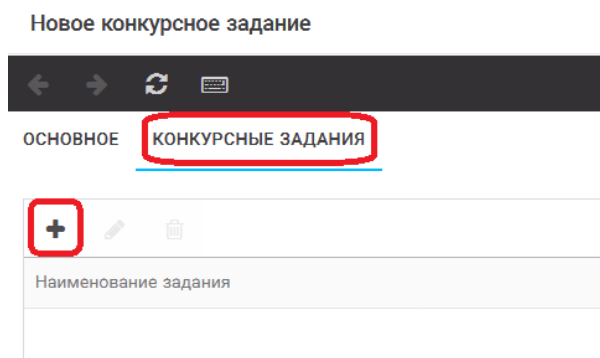 Новое конкурсное задание
ОСНОВНОЕ КОНКУРСНЫЕ ЗАДАНИЯ
Наименование задания